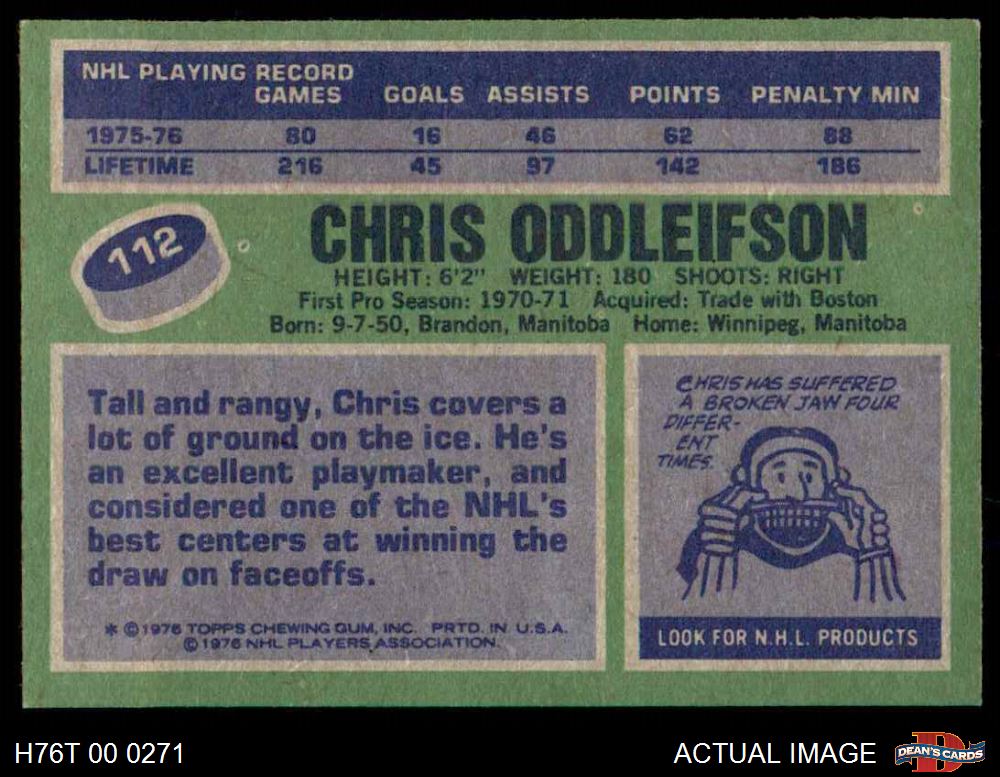 NHL PLAYING RECORD
GAMES GOALS ASSISTS POINTS PENALTY MIN
1975-76 80 16 46 62 88
LIFETIME 216 45 97 142 186
112
CHRIS ODDLEIFSON
HEIGHT: 6'2" WEIGHT: 180 SHOOTS: RIGHT
First Pro Season: 1970-71 Acquired: Trade with Boston
Born: 9-7-50, Brandon, Manitoba Home: Winnipeg, Manitoba
Tall and rangy, Chris covers a
lot of ground on the ice. He's
an excellent playmaker, and
considered one of the NHL's
best centers at winning the
draw on faceoffs.
* ©1976 TOPPS CHEWING GUM, INC. PRTD. IN U.S.A.
©1976 NHL PLAYERS ASSOCIATION.
CHRIS HAS SUFFERED
A BROKEN JAW FOUR
DIFFER-
ENT
TIMES.
LOOK FOR N.H.L. PRODUCTS
H76T 00 0271
ACTUAL IMAGE
D
DEAN'S CARDS